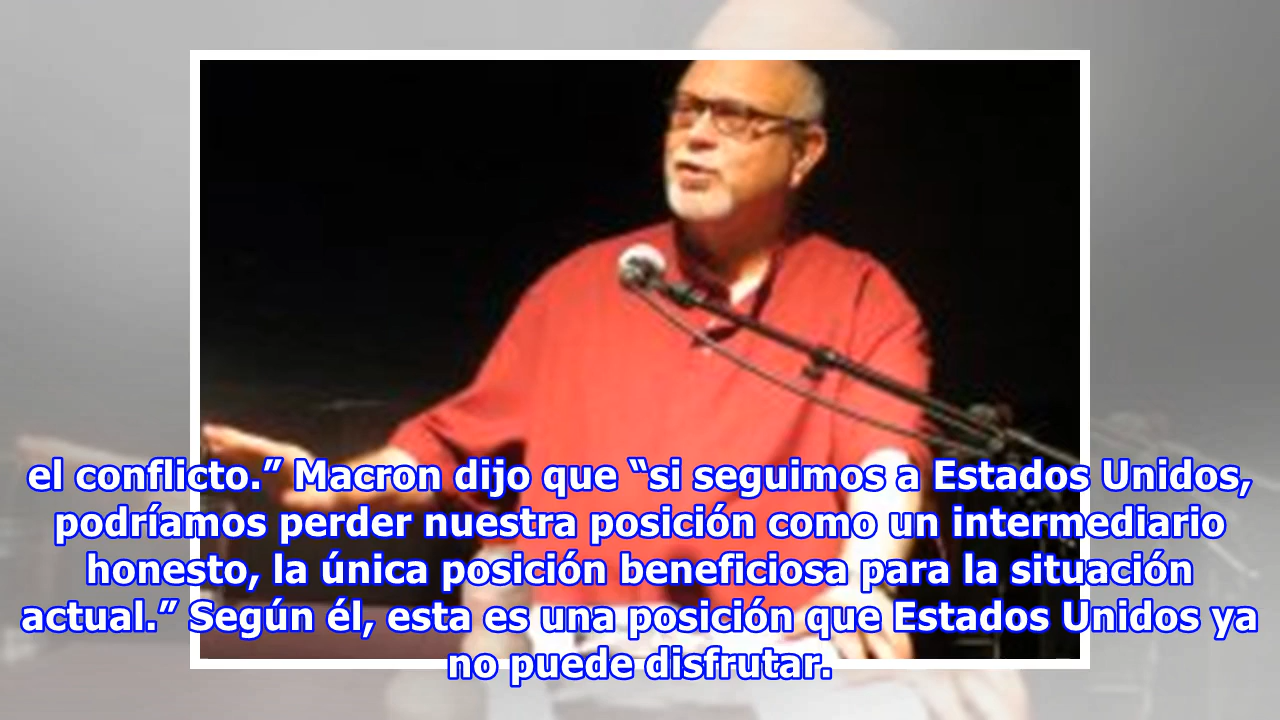 el conflicto.” Macron dijo que “si seguimos a Estados Unidos,
podríamos perder nuestra posición como un intermediario
honesto, la única posición beneficiosa para la situación
actual.” Según él, esta es una posición que Estados Unidos ya
no puede disfrutar.